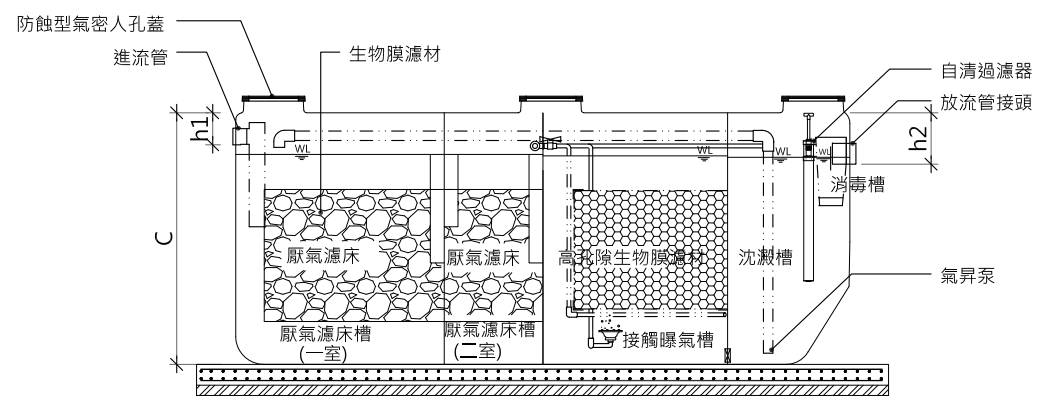 防蝕型氣密人孔蓋
進流管
生物膜濾材
自清過濾器
放流管接頭
h1
h2
WL
WL
WL
WL
消毒槽
C
厭氣濾床
厭氣濾床
高孔隙生物膜濾材
沈澱槽
氣昇泵
厭氣濾床槽
(一室)
厭氣濾床槽
(二室)
接觸曝氣槽